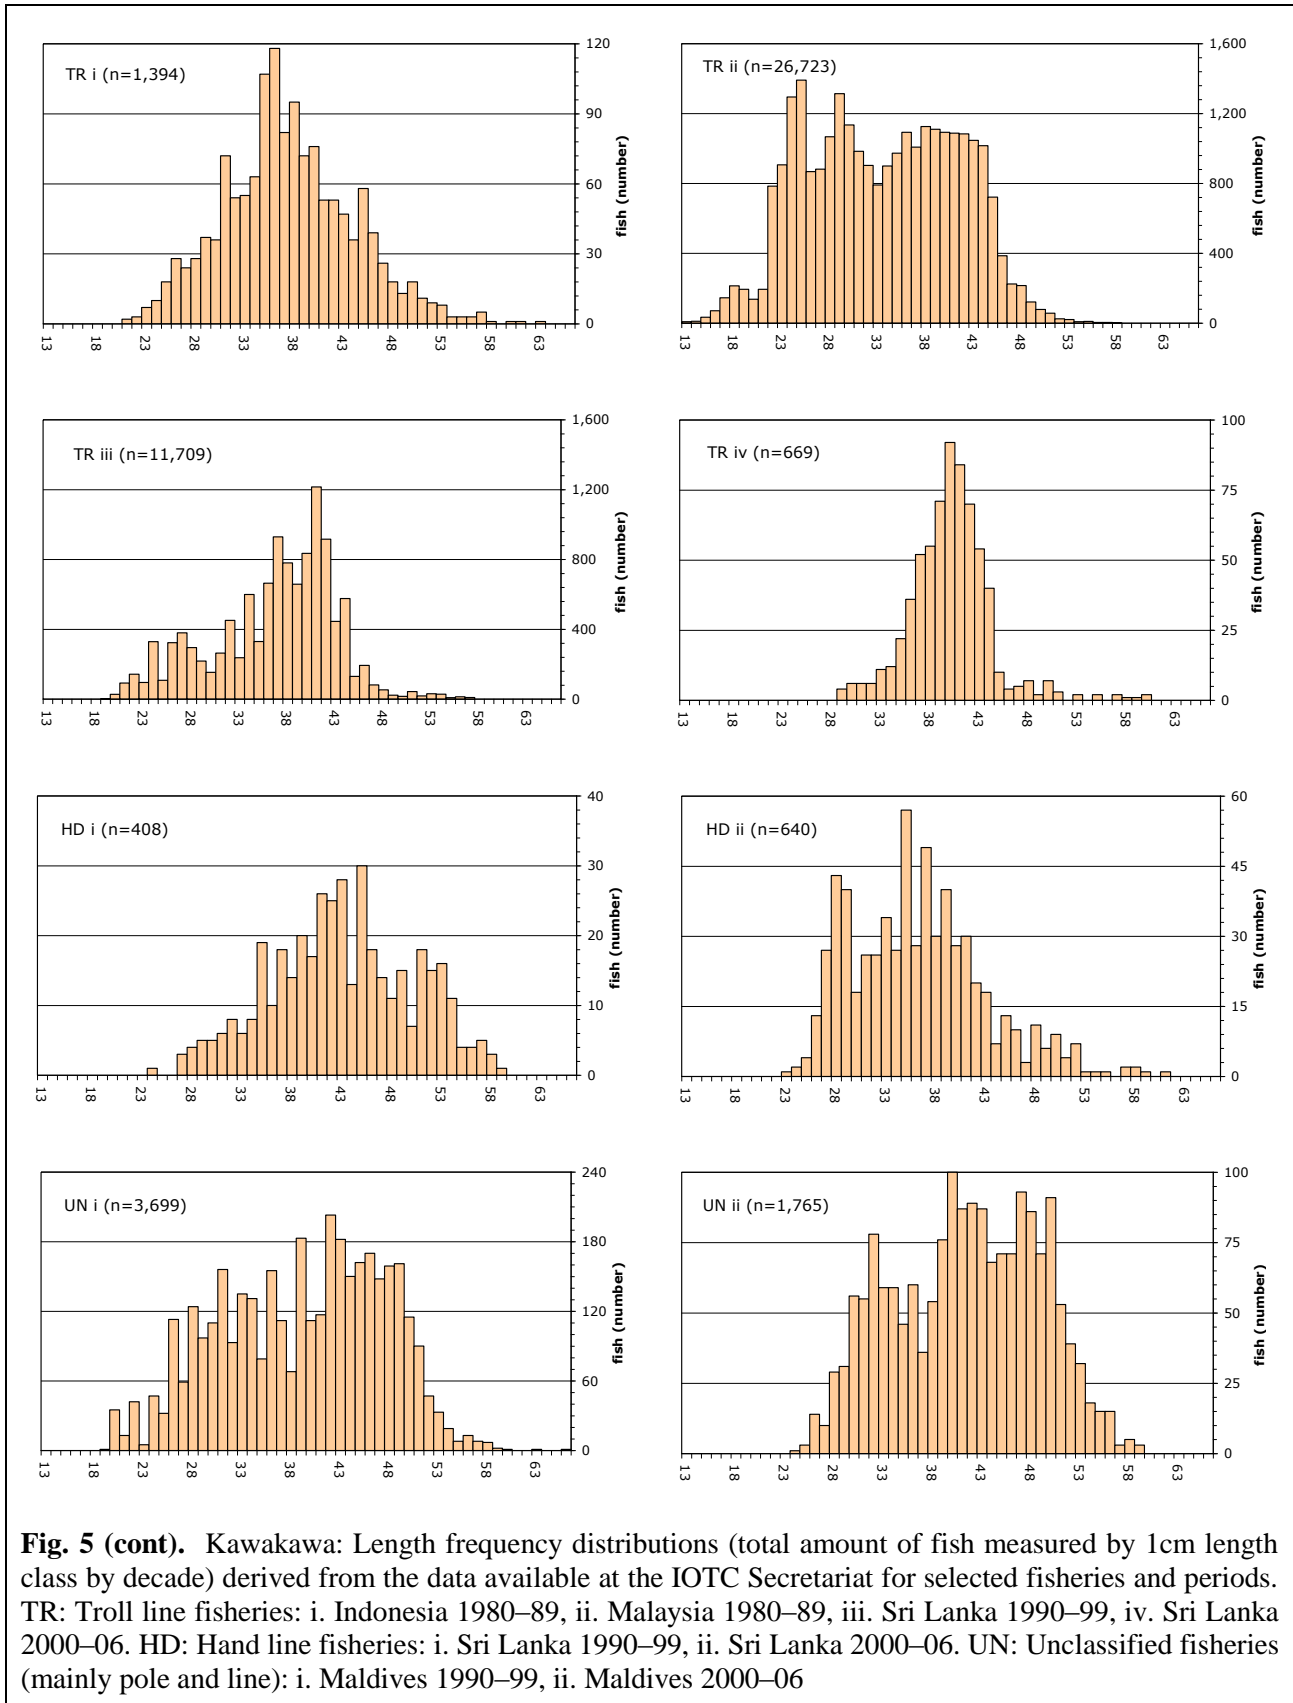 TR i (n=1,394)
120
90
60
30
0
fish (number)
13 18 23 28 33 38 43 48 53 58 63
TR ii (n=26,723)
1,600
1,200
800
400
0
fish (number)
13 18 23 28 33 38 43 48 53 58 63
TR iii (n=11,709)
1,600
1,200
800
400
0
fish (number)
13 18 23 28 33 38 43 48 53 58 63
TR iv (n=669)
100
75
50
25
0
fish (number)
13 18 23 28 33 38 43 48 53 58 63
HD i (n=408)
40
30
20
10
0
fish (number)
13 18 23 28 33 38 43 48 53 58 63
HD ii (n=640)
60
45
30
15
0
fish (number)
13 18 23 28 33 38 43 48 53 58 63
UN i (n=3,699)
240
180
120
60
0
fish (number)
13 18 23 28 33 38 43 48 53 58 63
UN ii (n=1,765)
100
75
50
25
0
fish (number)
13 18 23 28 33 38 43 48 53 58 63
Fig. 5 (cont). Kawakawa: Length frequency distributions (total amount of fish measured by 1cm length
class by decade) derived from the data available at the IOTC Secretariat for selected fisheries and periods.
TR: Troll line fisheries: i. Indonesia 1980–89, ii. Malaysia 1980–89, iii. Sri Lanka 1990–99, iv. Sri Lanka
2000–06. HD: Hand line fisheries: i. Sri Lanka 1990–99, ii. Sri Lanka 2000–06. UN: Unclassified fisheries
(mainly pole and line): i. Maldives 1990–99, ii. Maldives 2000–06